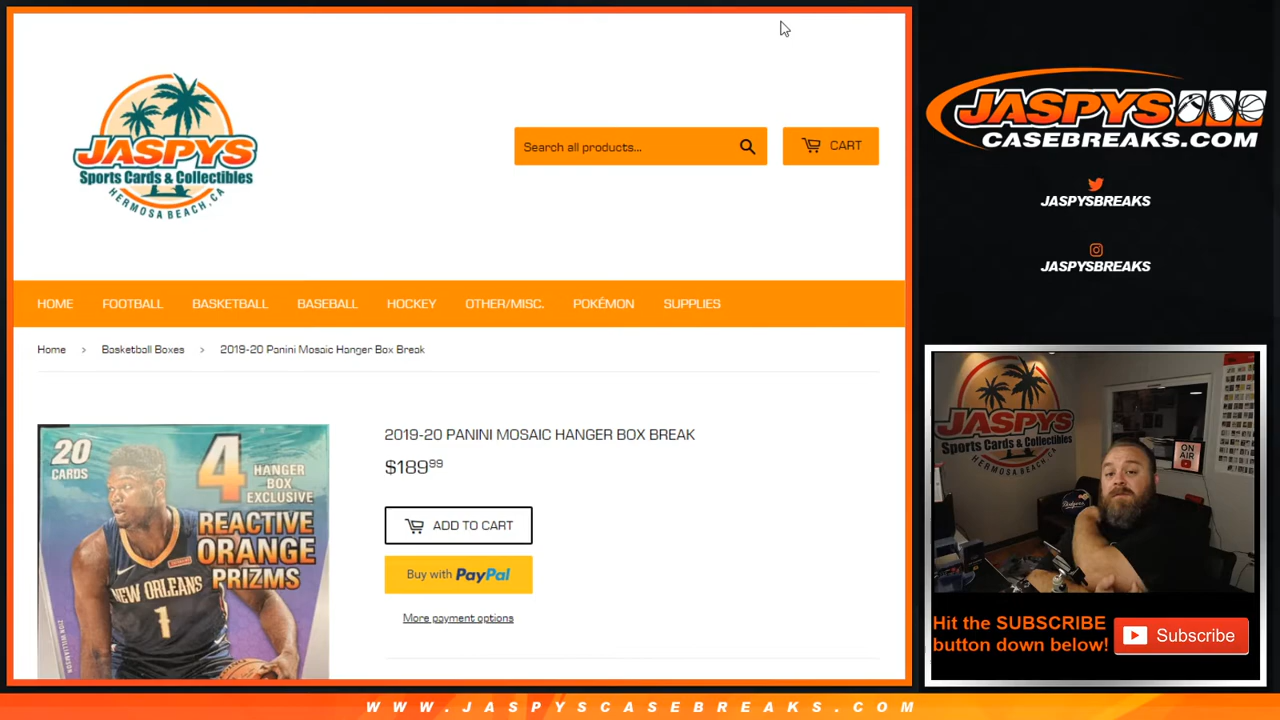 JASPYS
Sports Cards & Collectibles
HERMOSA BEACH, CA
Search all products...
CART
HOME
FOOTBALL
BASKETBALL
BASEBALL
HOCKEY
OTHER/MISC.
POKÉMON
SUPPLIES
Home › Basketball Boxes › 2019-20 Panini Mosaic Hanger Box Break
20
CARDS
4
HANGER
BOX
EXCLUSIVE
REACTIVE
ORANGE
PRIZMS
NEW ORLEANS
1
ZION WILLIAMSON
2019-20 PANINI MOSAIC HANGER BOX BREAK
$189.99
ADD TO CART
Buy with PayPal
More payment options
JASPYS
CASEBREAKS.COM
JASPYSBREAKS
JASPYSBREAKS
JASPYS
Sports Cards & Collectibles
HERMOSA BEACH, CA
ON
AIR
Dodgers
Hit the SUBSCRIBE
button down below!
Subscribe
WWW.JASPYSCASEBREAKS.COM